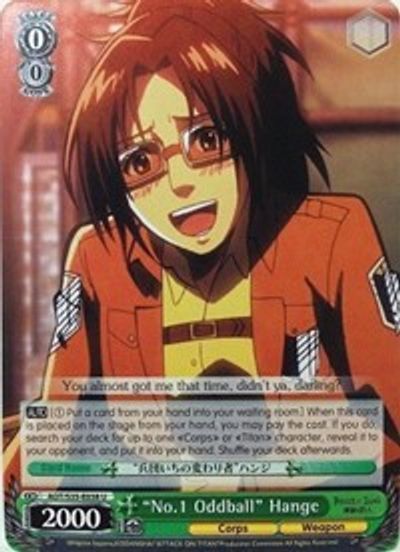 0
0
You almost got me that time, didn't ya, darling?
AUTO [① Put a card from your hand into your waiting room] When this card
is placed on the stage from your hand, you may pay the cost. If you do,
search your deck for up to one «Corps» or «Titan» character, reveal it
to your opponent, put it into your hand, and shuffle your deck afterwards.
Card Name
"兵団いちの変わり者"ハンジ
2000
"No.1 Oddball" Hange
Corps
Weapon